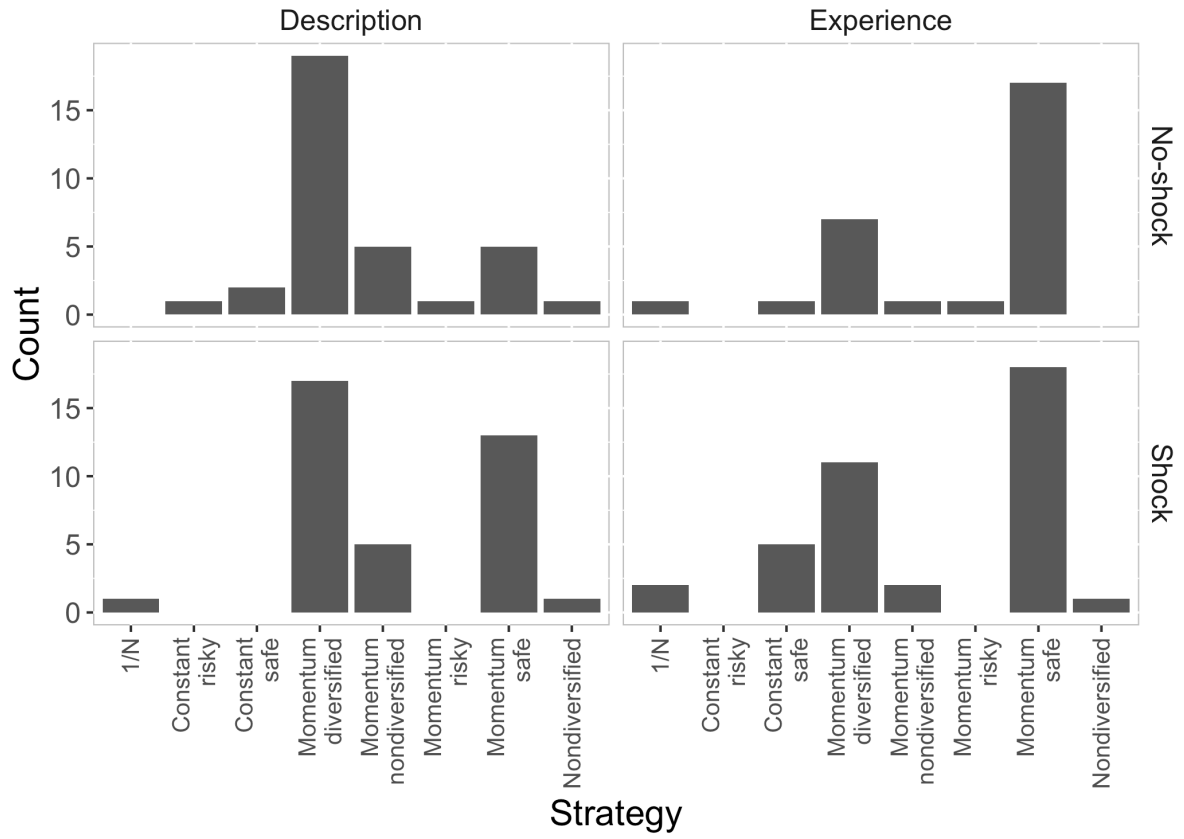 Description
Experience
No-shock
Shock
Count
15
10
5
0
15
10
5
0
1/N
Constant
risky
Constant
safe
Momentum
diversified
Momentum
nondiversified
Momentum
risky
Momentum
safe
Nondiversified
1/N
Constant
risky
Constant
safe
Momentum
diversified
Momentum
nondiversified
Momentum
risky
Momentum
safe
Nondiversified
Strategy